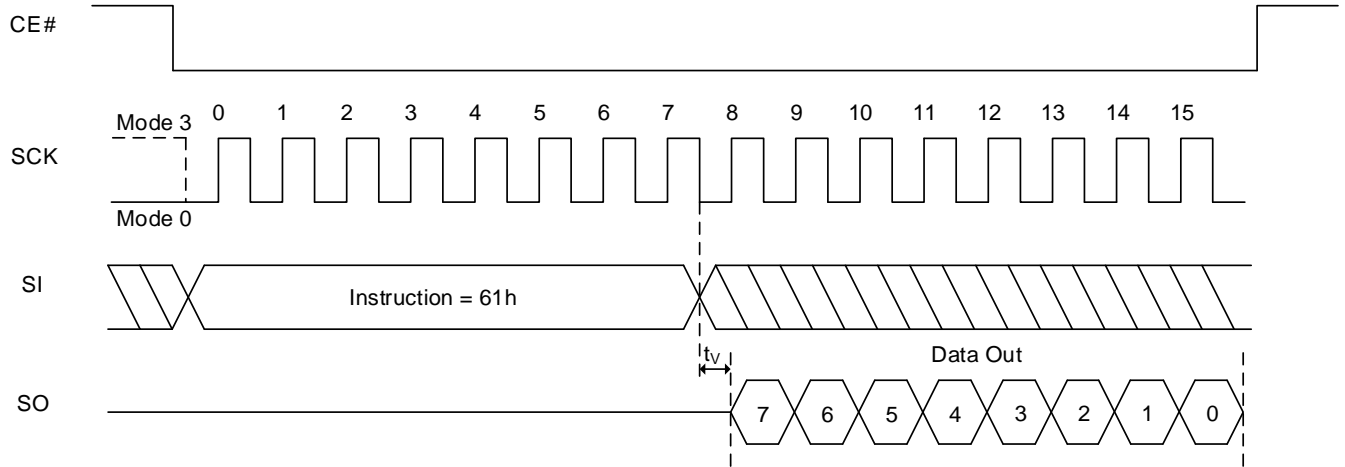 CE#
Mode 3 0 1 2 3 4 5 6 7 8 9 10 11 12 13 14 15
SCK
Mode 0
SI
Instruction = 61h
tV
Data Out
SO
7 6 5 4 3 2 1 0